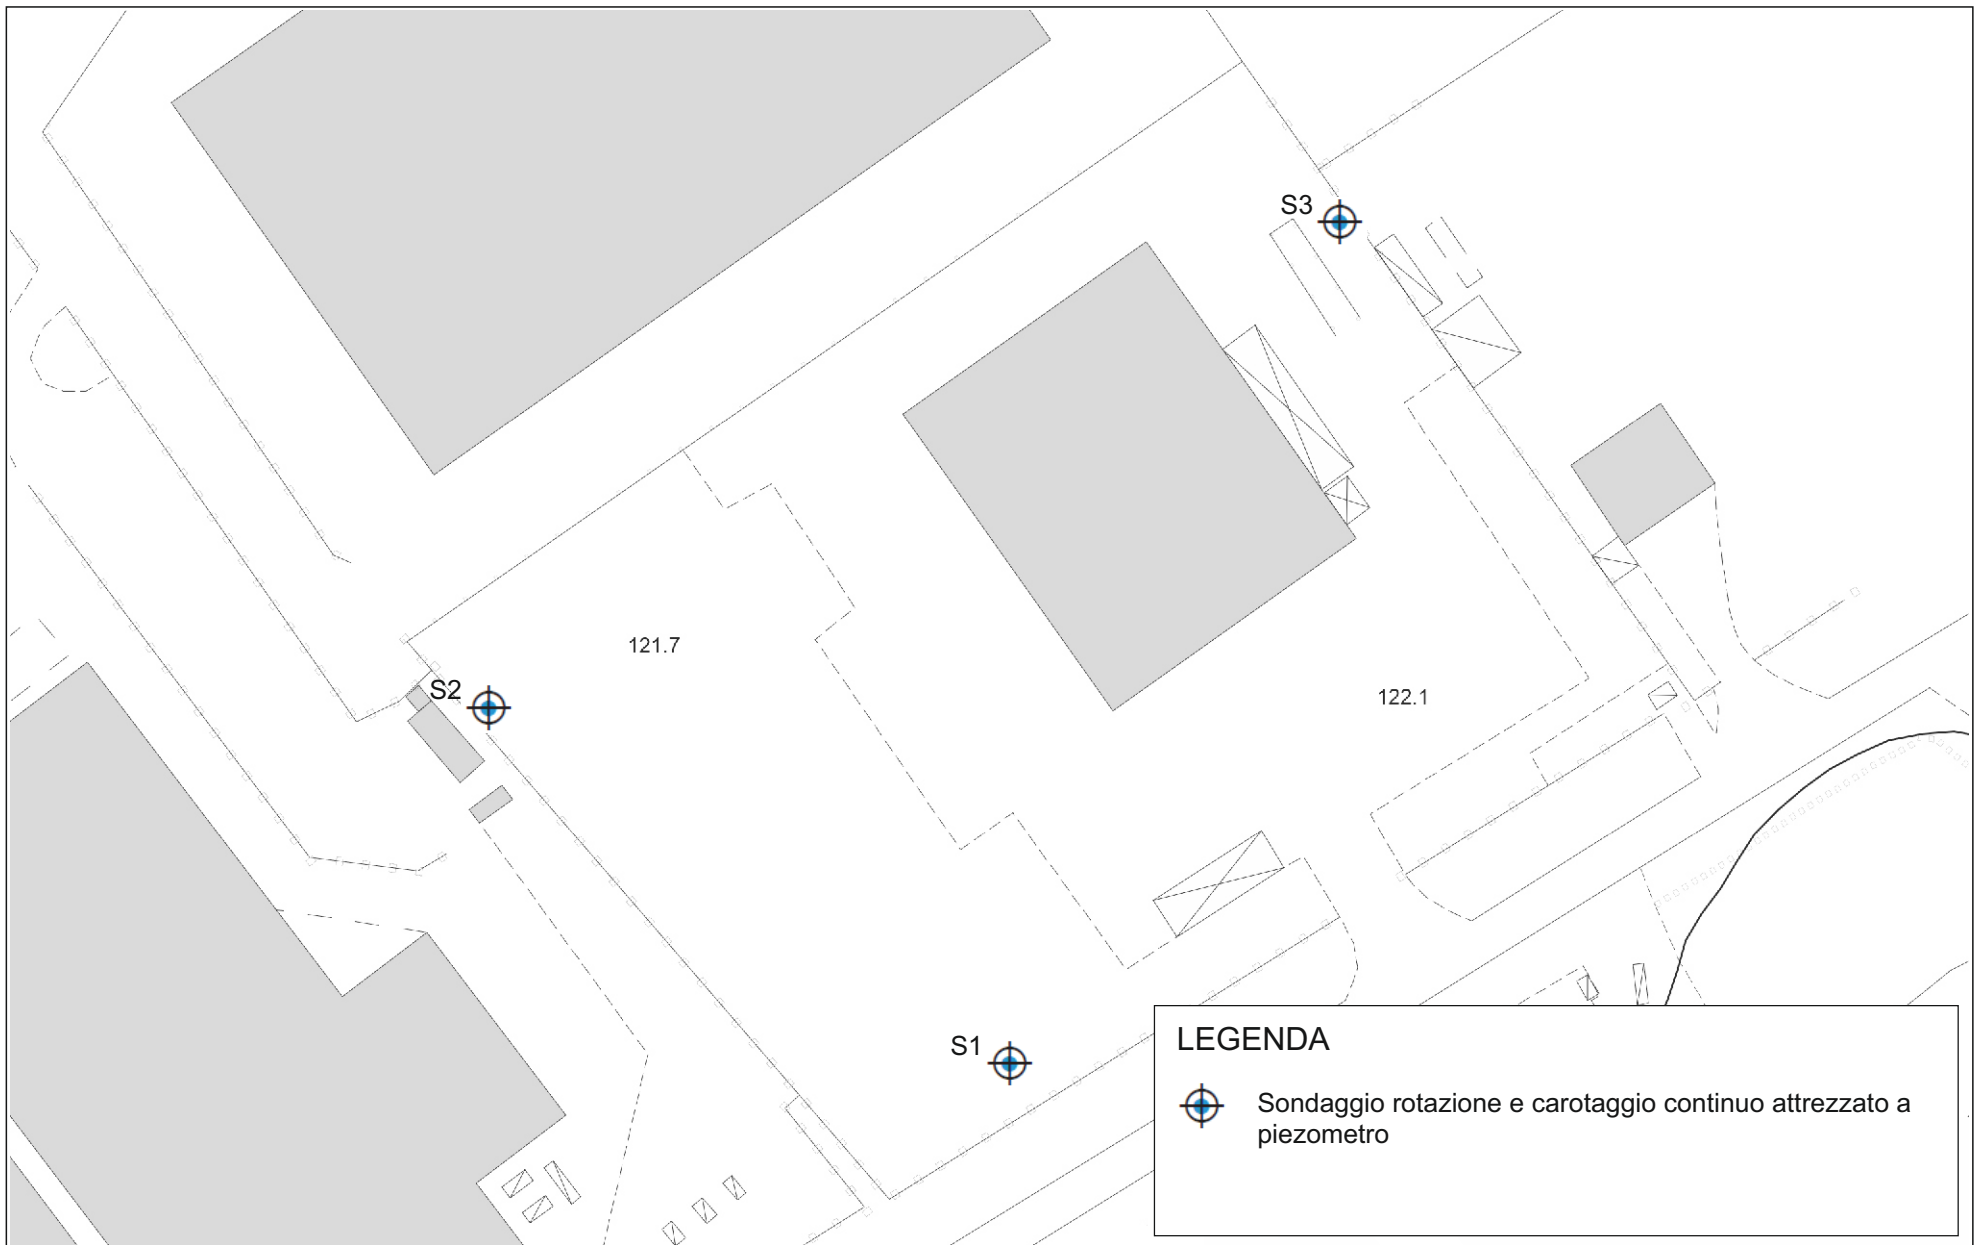 S3
121.7
S2
122.1
S1
LEGENDA
Sondaggio rotazione e carotaggio continuo attrezzato a
piezometro